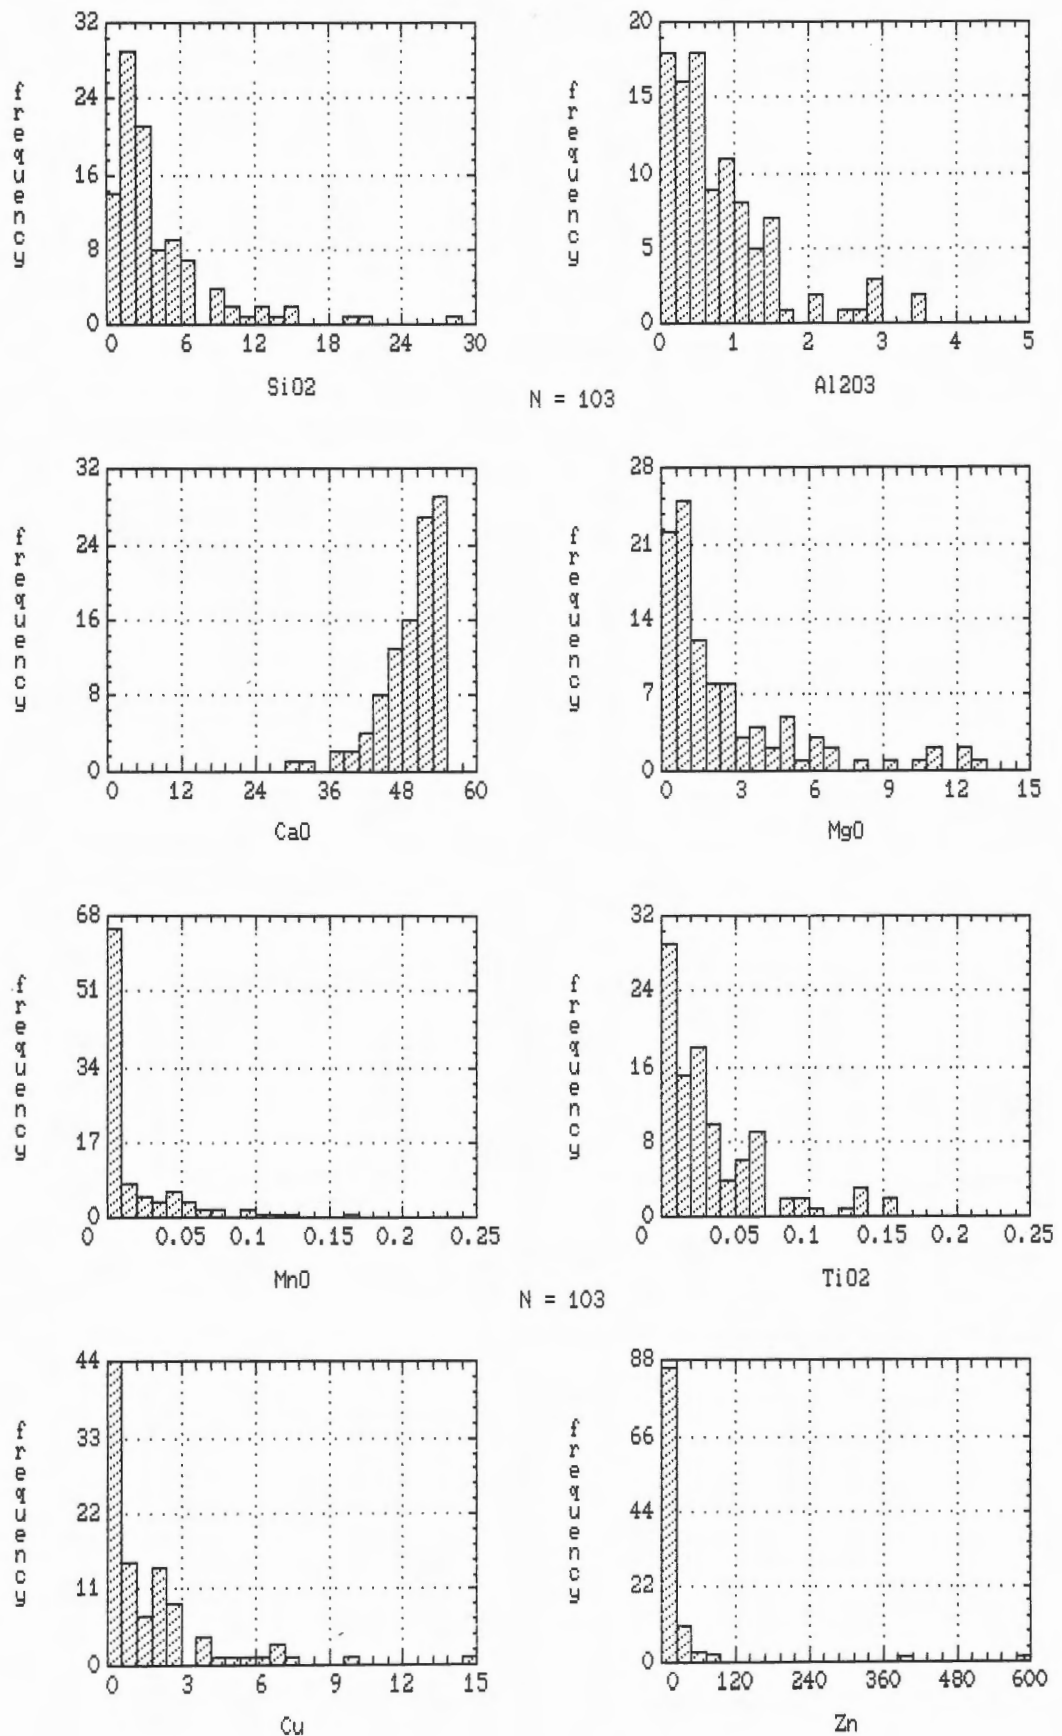 32
24
16
8
0
frequency
0 6 12 18 24 30
SiO2
20
15
10
5
0
frequency
0 1 2 3 4 5
Al2O3
N = 103
32
24
16
8
0
frequency
0 12 24 36 48 60
CaO
28
21
14
7
0
frequency
0 3 6 9 12 15
MgO
68
51
34
17
0
frequency
0 0.05 0.1 0.15 0.2 0.25
MnO
32
24
16
8
0
frequency
0 0.05 0.1 0.15 0.2 0.25
TiO2
N = 103
44
33
22
11
0
frequency
0 3 6 9 12 15
Cu
88
66
44
22
0
frequency
0 120 240 360 480 600
Zn